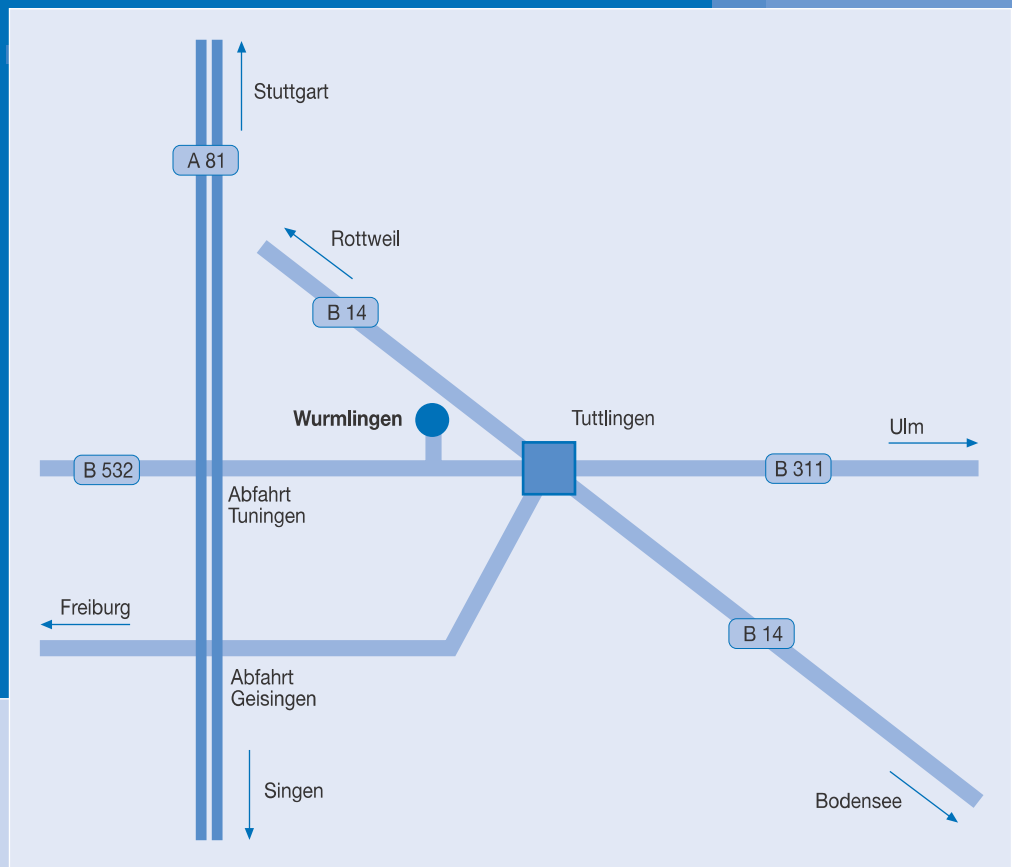 Stuttgart
A 81
Rottweil
B 14
Wurmlingen
Tuttlingen
Ulm
B 532
B 311
Abfahrt
Tuningen
Freiburg
B 14
Abfahrt
Geisingen
Singen
Bodensee